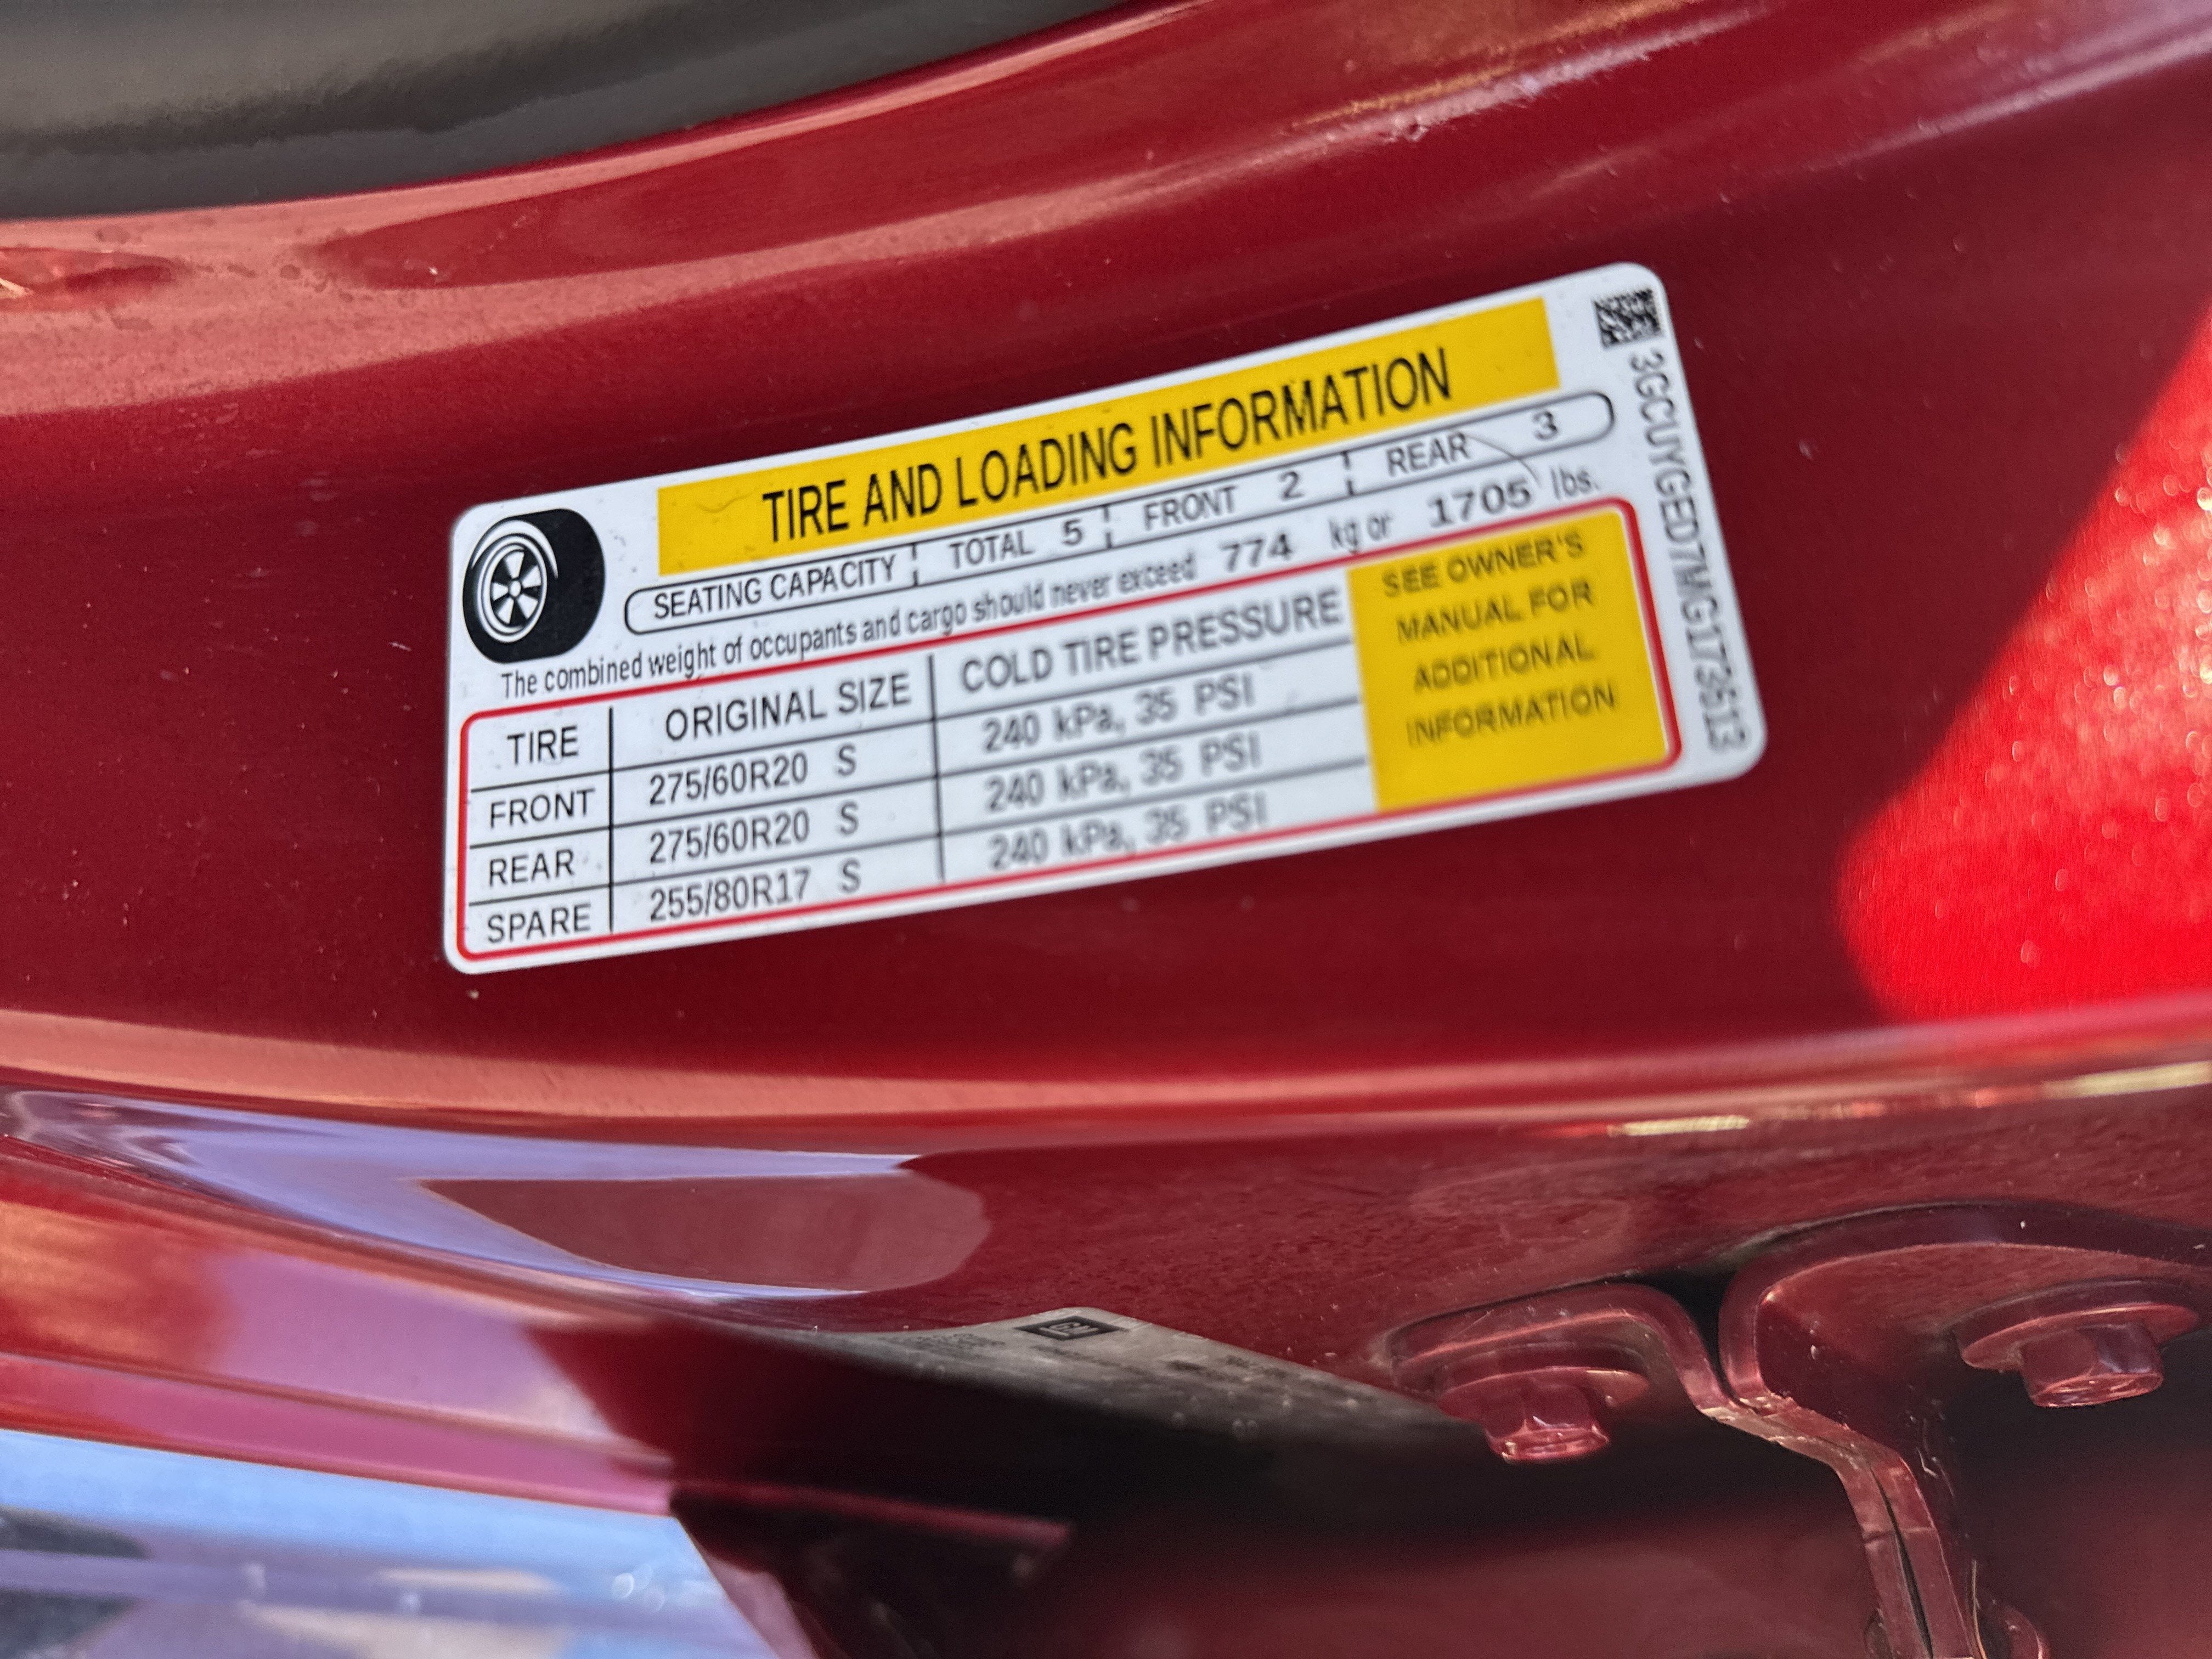 TIRE AND LOADING INFORMATION
SEATING CAPACITY TOTAL 5 FRONT 2 REAR 3
The combined weight of occupants and cargo should never exceed 774 kg or 1705 lbs.
TIRE ORIGINAL SIZE COLD TIRE PRESSURE
FRONT 275/60R20 S 240 kPa, 35 PSI
REAR 275/60R20 S 240 kPa, 35 PSI
SPARE 255/80R17 S 240 kPa, 35 PSI
SEE OWNER'S
MANUAL FOR
ADDITIONAL
INFORMATION
GM